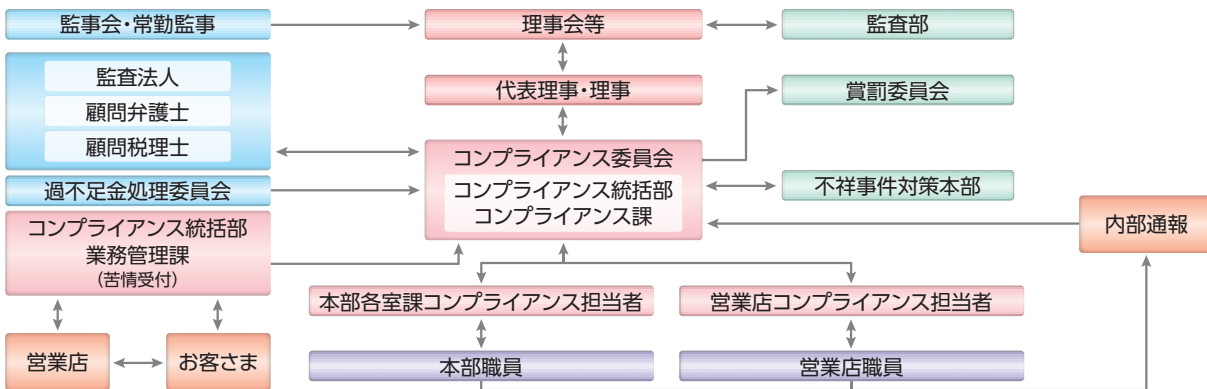 監事会・常勤監事
理事会等
監査部
監査法人
顧問弁護士
顧問税理士
代表理事・理事
賞罰委員会
コンプライアンス委員会
コンプライアンス統括部
コンプライアンス課
過不足金処理委員会
不祥事件対策本部
コンプライアンス統括部
業務管理課
(苦情受付)
内部通報
本部各室課コンプライアンス担当者
営業店コンプライアンス担当者
営業店
お客さま
本部職員
営業店職員